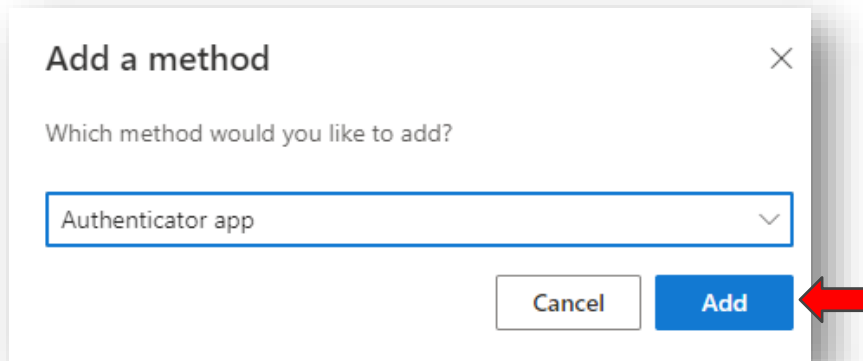 Add a method
Which method would you like to add?
Authenticator app
Cancel Add